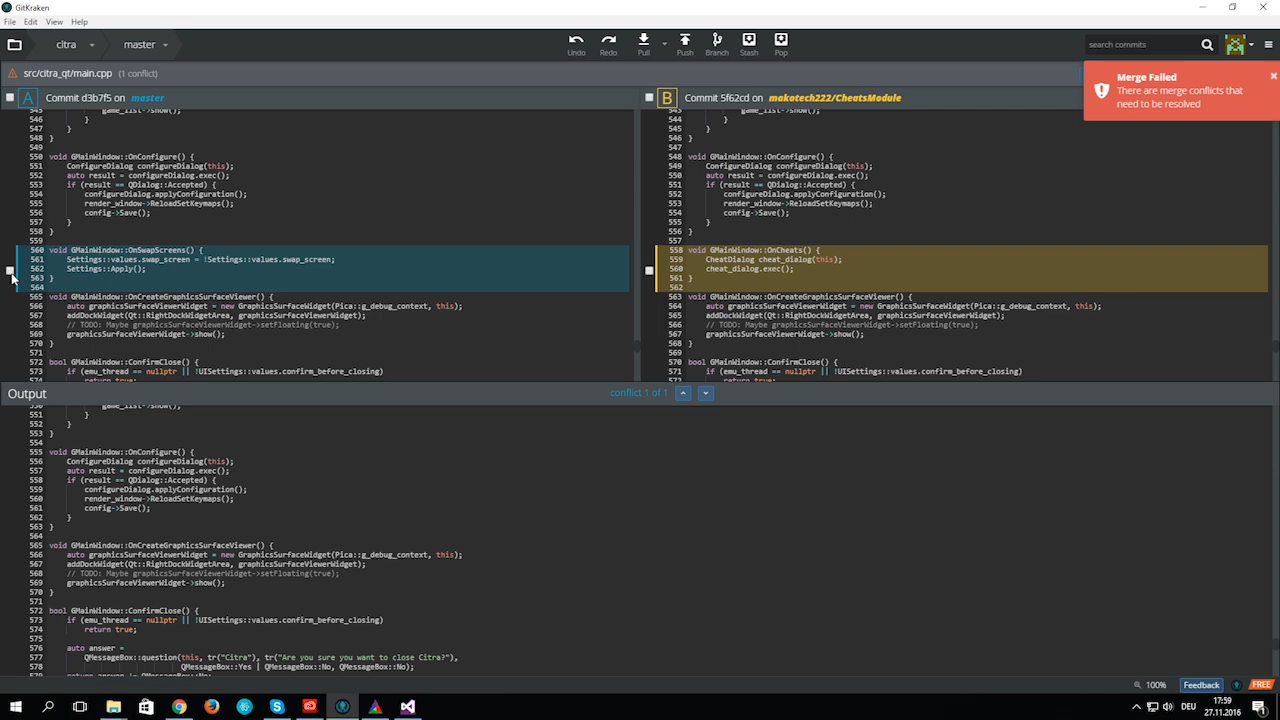 GitKraken
File Edit View Help
citra master Undo Redo Pull Push Branch Stash Pop search commits
src/citra_qt/main.cpp (1 conflict)
Merge Failed
There are merge conflicts that
need to be resolved
A Commit d3b7f5 on master
546 }
547 }
548 }
549
550 void GMainWindow::OnConfigure() {
551 ConfigureDialog configureDialog(this);
552 auto result = configureDialog.exec();
553 if (result == QDialog::Accepted) {
554 configureDialog.applyConfiguration();
555 render_window->ReloadSetKeymaps();
556 config->Save();
557 }
558 }
559
560 void GMainWindow::OnSwapScreens() {
561 Settings::values.swap_screen = !Settings::values.swap_screen;
562 Settings::Apply();
563 }
564
565 void GMainWindow::OnCreateGraphicsSurfaceViewer() {
566 auto graphicsSurfaceViewerWidget = new GraphicsSurfaceWidget(Pica::g_debug_context, this);
567 addDockWidget(Qt::RightDockWidgetArea, graphicsSurfaceViewerWidget);
568 // TODO: Maybe graphicsSurfaceViewerWidget->setFloating(true);
569 graphicsSurfaceViewerWidget->show();
570 }
571
572 bool GMainWindow::ConfirmClose() {
573 if (emu_thread == nullptr || !UISettings::values.confirm_before_closing)
574 return true;
B Commit 5f62cd on makotech222/CheatsModule
544 }
545 }
546 }
547
548 void GMainWindow::OnConfigure() {
549 ConfigureDialog configureDialog(this);
550 auto result = configureDialog.exec();
551 if (result == QDialog::Accepted) {
552 configureDialog.applyConfiguration();
553 render_window->ReloadSetKeymaps();
554 config->Save();
555 }
556 }
557
558 void GMainWindow::OnCheats() {
559 CheatDialog cheat_dialog(this);
560 cheat_dialog.exec();
561 }
562
563 void GMainWindow::OnCreateGraphicsSurfaceViewer() {
564 auto graphicsSurfaceViewerWidget = new GraphicsSurfaceWidget(Pica::g_debug_context, this);
565 addDockWidget(Qt::RightDockWidgetArea, graphicsSurfaceViewerWidget);
566 // TODO: Maybe graphicsSurfaceViewerWidget->setFloating(true);
567 graphicsSurfaceViewerWidget->show();
568 }
569
570 bool GMainWindow::ConfirmClose() {
571 if (emu_thread == nullptr || !UISettings::values.confirm_before_closing)
572 return true;
Output conflict 1 of 1
550 game_list->show();
551 }
552 }
553 }
554
555 void GMainWindow::OnConfigure() {
556 ConfigureDialog configureDialog(this);
557 auto result = configureDialog.exec();
558 if (result == QDialog::Accepted) {
559 configureDialog.applyConfiguration();
560 render_window->ReloadSetKeymaps();
561 config->Save();
562 }
563 }
564
565 void GMainWindow::OnCreateGraphicsSurfaceViewer() {
566 auto graphicsSurfaceViewerWidget = new GraphicsSurfaceWidget(Pica::g_debug_context, this);
567 addDockWidget(Qt::RightDockWidgetArea, graphicsSurfaceViewerWidget);
568 // TODO: Maybe graphicsSurfaceViewerWidget->setFloating(true);
569 graphicsSurfaceViewerWidget->show();
570 }
571
572 bool GMainWindow::ConfirmClose() {
573 if (emu_thread == nullptr || !UISettings::values.confirm_before_closing)
574 return true;
575
576 auto answer =
577 QMessageBox::question(this, tr("Citra"), tr("Are you sure you want to close Citra?"),
578 QMessageBox::Yes | QMessageBox::No, QMessageBox::No);
579 return answer != QMessageBox::No;
100% Feedback FREE
DEU 17:59
27.11.2016